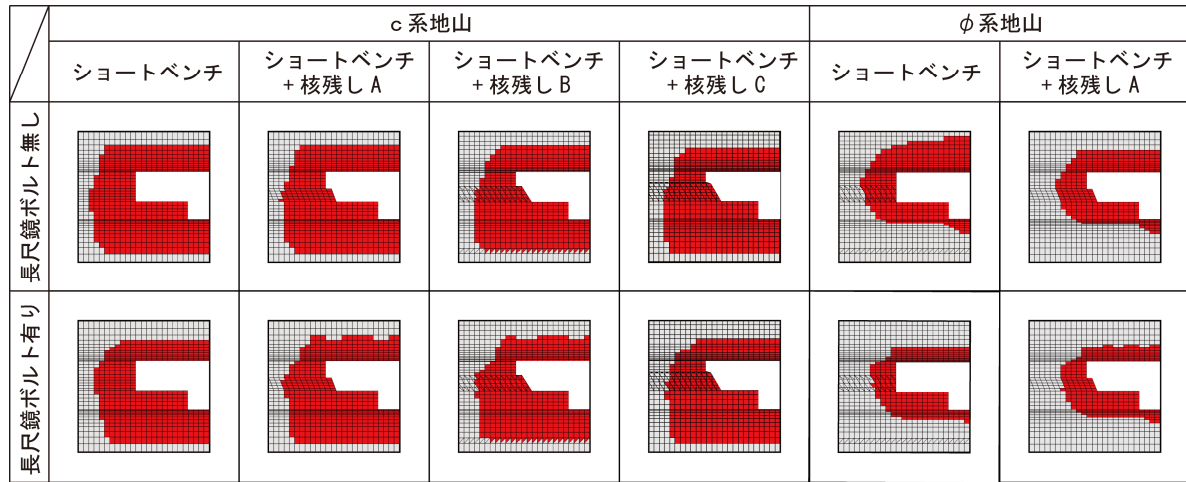 c系地山
φ系地山
ショートベンチ
ショートベンチ
+核残しA
ショートベンチ
+核残しB
ショートベンチ
+核残しC
ショートベンチ
ショートベンチ
+核残しA
長尺鏡ボルト無し
長尺鏡ボルト有り